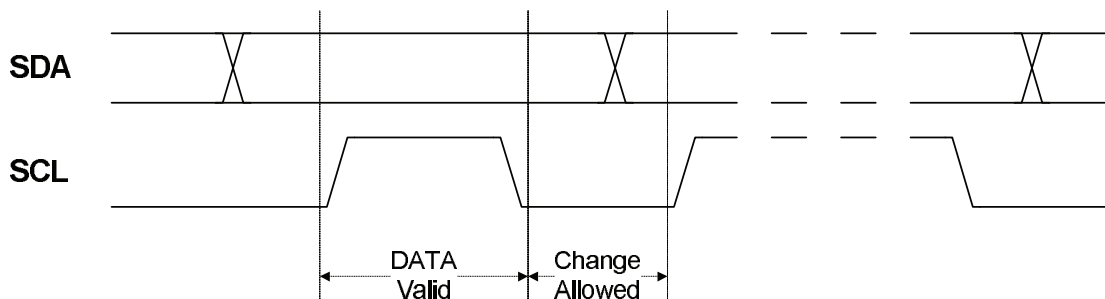 SDA
SCL
DATA
Valid
Change
Allowed